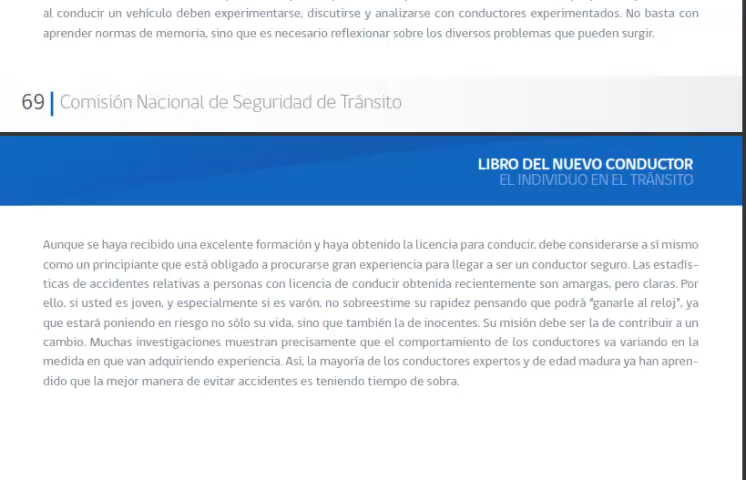 al conducir un vehículo deben experimentarse, discutirse y analizarse con conductores experimentados. No basta con
aprender normas de memoria, sino que es necesario reflexionar sobre los diversos problemas que pueden surgir.
69 Comisión Nacional de Seguridad de Tránsito
LIBRO DEL NUEVO CONDUCTOR
EL INDIVIDUO EN EL TRÁNSITO
Aunque se haya recibido una excelente formación y haya obtenido la licencia para conducir, debe considerarse a sí mismo
como un principiante que está obligado a procurarse gran experiencia para llegar a ser un conductor seguro. Las estadís-
ticas de accidentes relativas a personas con licencia de conducir obtenida recientemente son amargas, pero claras. Por
ello, si usted es joven, y especialmente si es varón, no sobreestime su rapidez pensando que podrá "ganarle al reloj", ya
que estará poniendo en riesgo no sólo su vida, sino que también la de inocentes. Su misión debe ser la de contribuir a un
cambio. Muchas investigaciones muestran precisamente que el comportamiento de los conductores va variando en la
medida en que van adquiriendo experiencia. Así, la mayoría de los conductores expertos y de edad madura ya han apren-
dido que la mejor manera de evitar accidentes es teniendo tiempo de sobra.